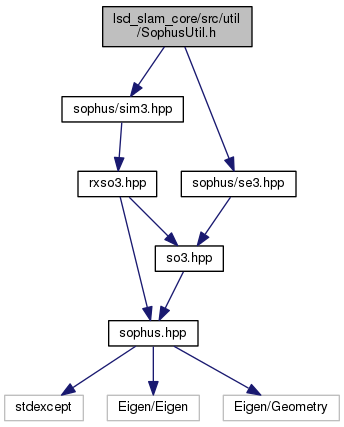 lsd_slam_core/src/util
/SophusUtil.h
sophus/sim3.hpp
rxso3.hpp
sophus/se3.hpp
so3.hpp
sophus.hpp
stdexcept
Eigen/Eigen
Eigen/Geometry